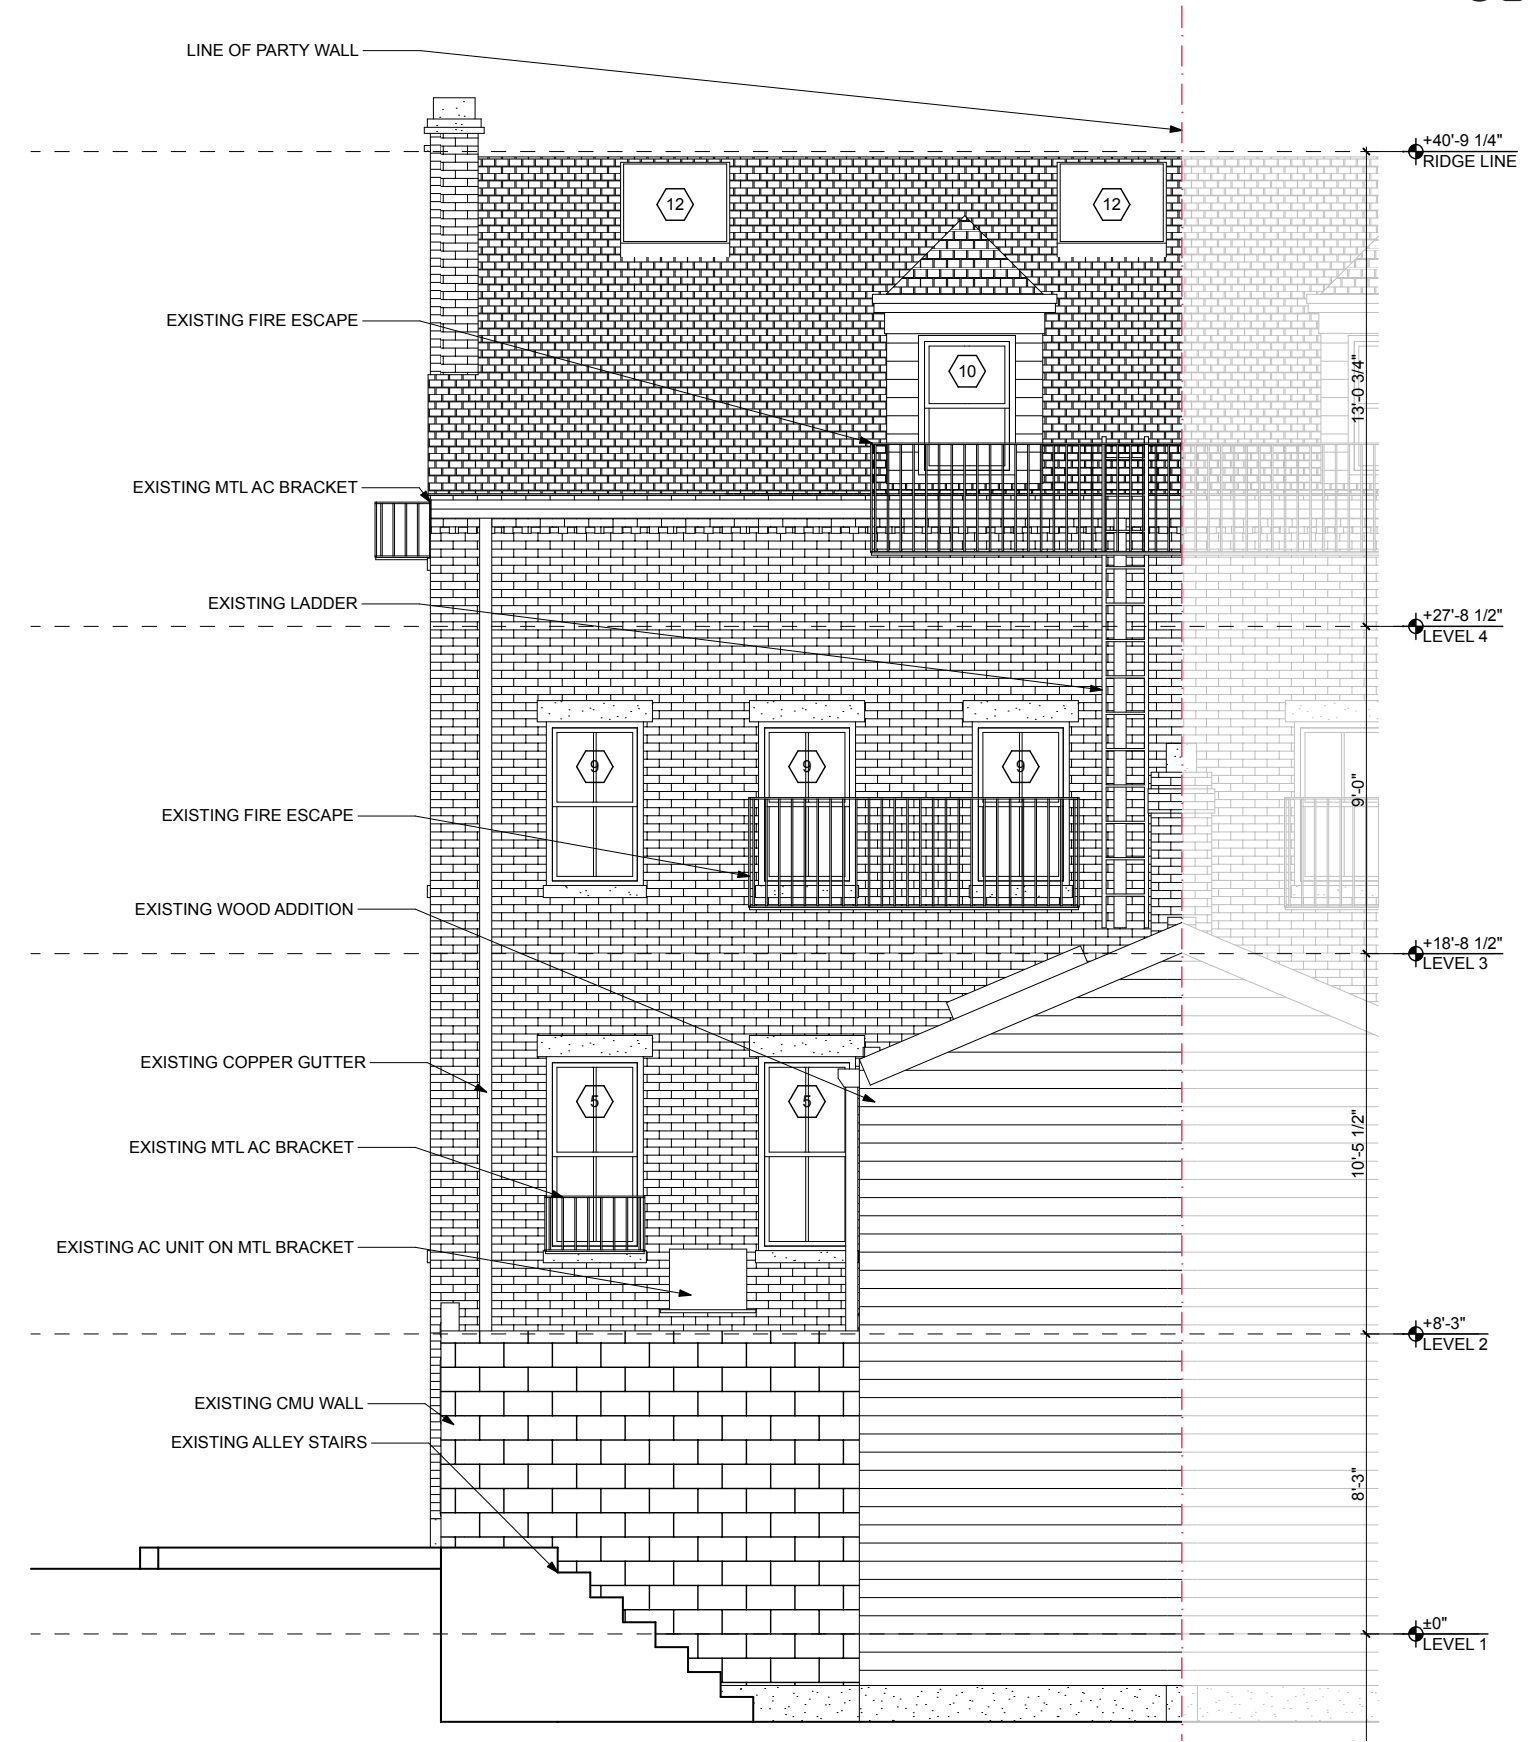 LINE OF PARTY WALL
+40'-9 1/4"
RIDGE LINE
12
12
EXISTING FIRE ESCAPE
10
13'-0 3/4"
EXISTING MTL AC BRACKET
EXISTING LADDER
+27'-8 1/2"
LEVEL 4
9
9
9
9'-0"
EXISTING FIRE ESCAPE
EXISTING WOOD ADDITION
+18'-8 1/2"
LEVEL 3
EXISTING COPPER GUTTER
5
5
10'-5 1/2"
EXISTING MTL AC BRACKET
EXISTING AC UNIT ON MTL BRACKET
+8'-3"
LEVEL 2
EXISTING CMU WALL
EXISTING ALLEY STAIRS
8'-3"
±0"
LEVEL 1